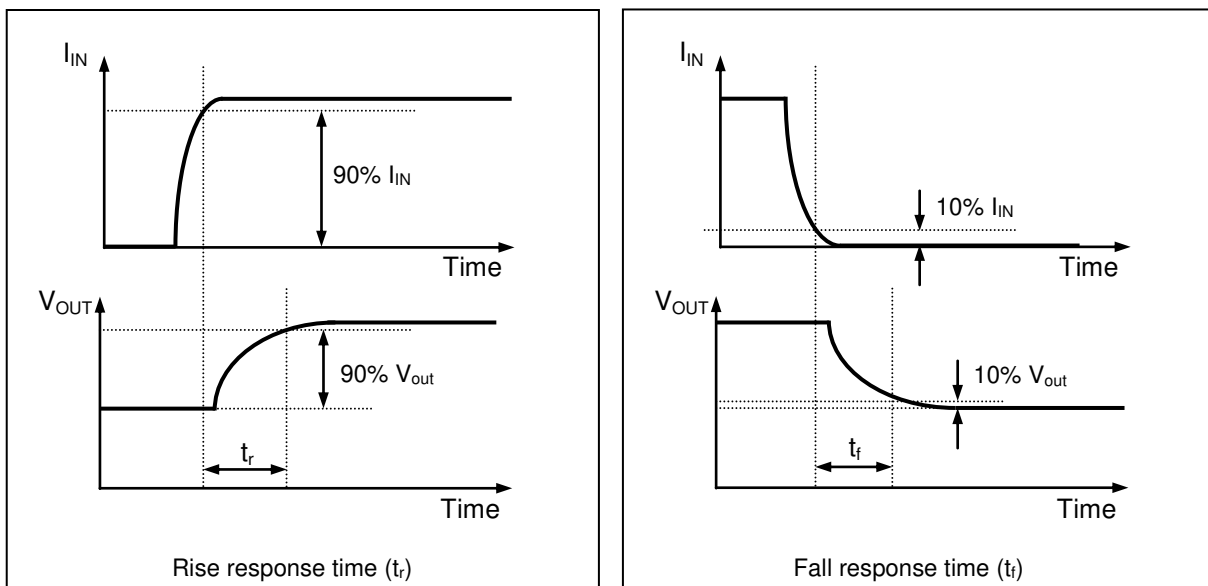 I_IN
90% I_IN
Time
V_OUT
90% V_out
t_r
Time
Rise response time (t_r)
I_IN
10% I_IN
Time
V_OUT
10% V_out
t_f
Time
Fall response time (t_f)